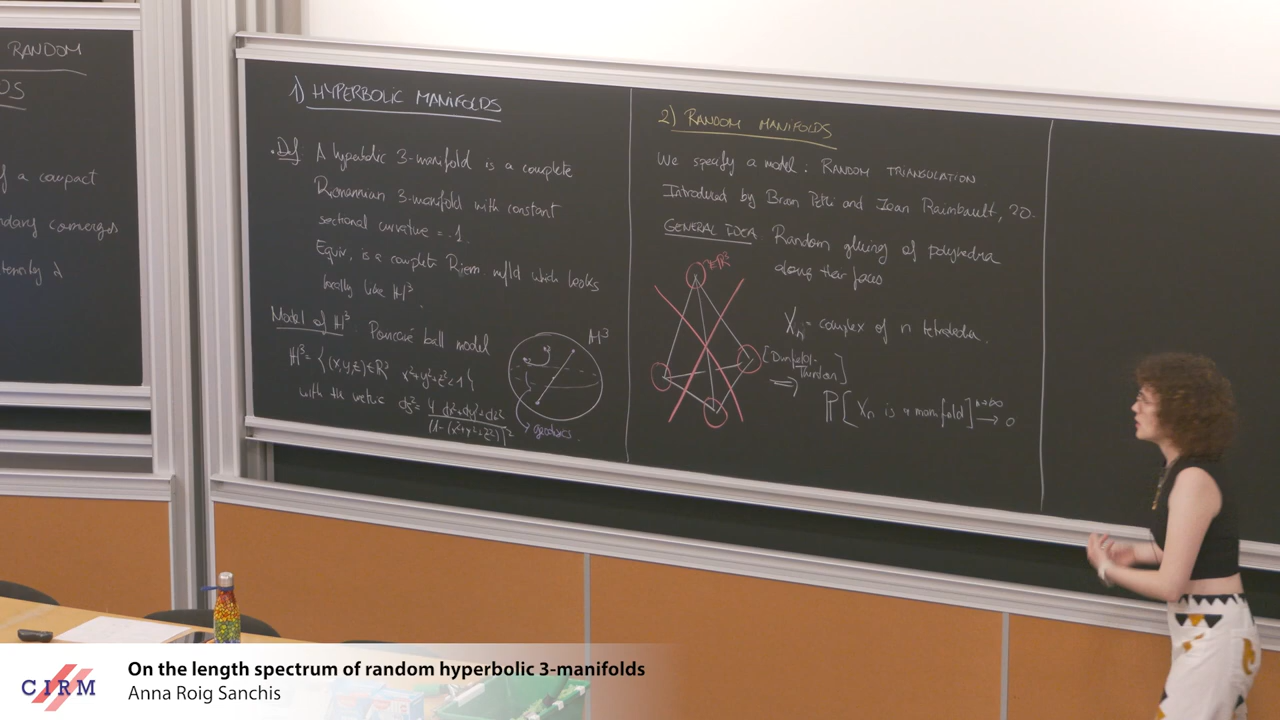 RANDOM
OS
f a compact
ndary converges
tensity λ
1) HYPERBOLIC MANIFOLDS
• Def A hyperbolic 3-manifold is a complete
Riemannian 3-manifold with constant
sectional curvature = -1.
Equiv, is a complete Riem. mfld which looks
locally like ℍ³.
Model of ℍ³: Poincaré ball model
ℍ³ = {(x,y,z)∈ℝ³ x²+y²+z²<1}
with the metric ds² = 4 dx²+dy²+dz² / (1-(x²+y²+z²))²
ℍ³
geodesics.
2) RANDOM MANIFOLDS
We specify a model: RANDOM TRIANGULATION
Introduced by Bram Petri and Jean Raimbault, 20.
GENERAL IDEA Random gluing of polyhedra
along their faces
Xₙ = complex of n tetrahedra.
[Dunfield-
Thurston]
⟹ ℙ[Xₙ is a manifold] → 0
n→∞
CIRM
On the length spectrum of random hyperbolic 3-manifolds
Anna Roig Sanchis